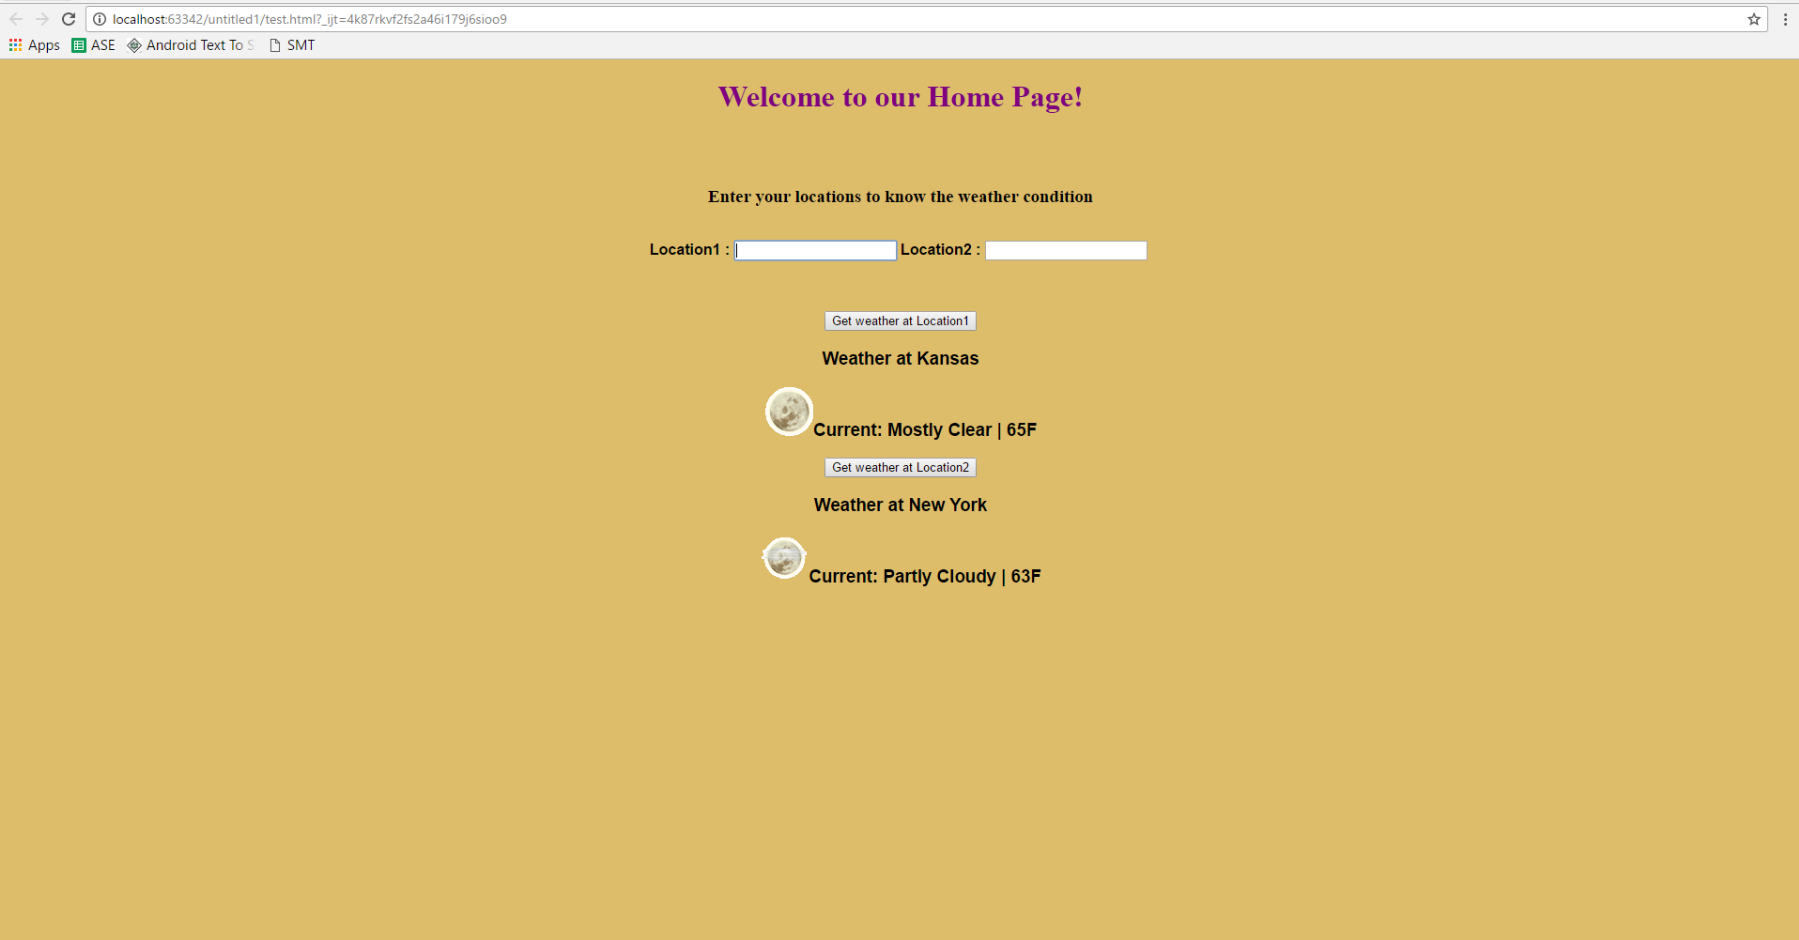 localhost:63342/untitled1/test.html?_ijt=4k87rkvf2fs2a46i179j6sioo9
Apps ASE Android Text To S SMT
Welcome to our Home Page!
Enter your locations to know the weather condition
Location1 : Location2 :
Get weather at Location1
Weather at Kansas
Current: Mostly Clear | 65F
Get weather at Location2
Weather at New York
Current: Partly Cloudy | 63F